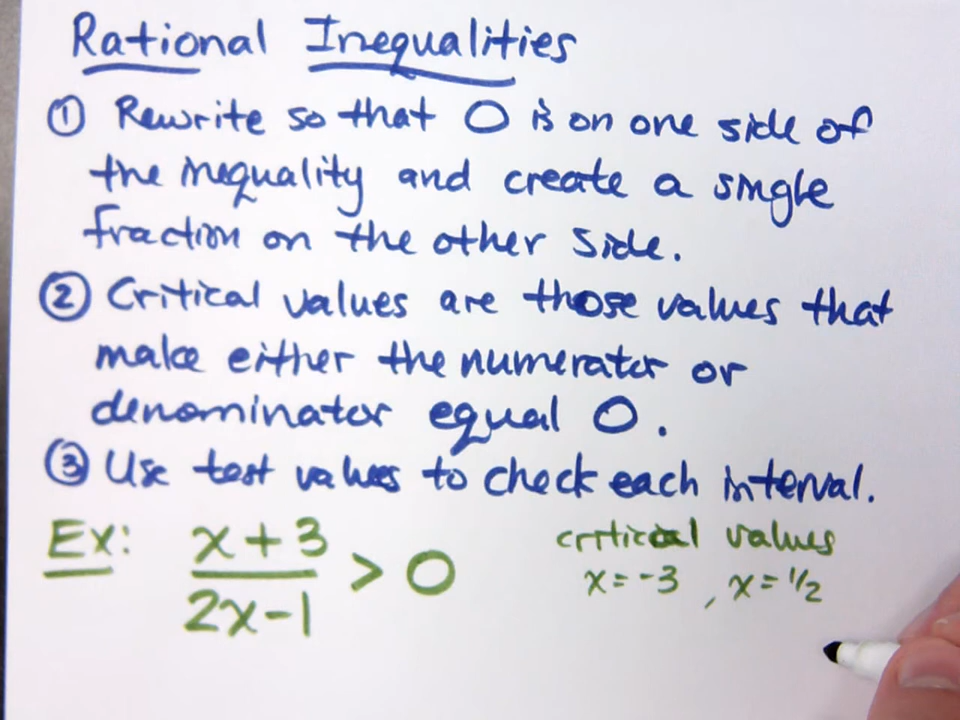 Rational Inequalities
① Rewrite so that 0 is on one side of
the inequality and create a single
fraction on the other side.
② Critical values are those values that
make either the numerator or
denominator equal 0.
③ Use test values to check each interval.
Ex: x+3 / 2x-1 > 0
critical values
x = -3 , x = 1/2